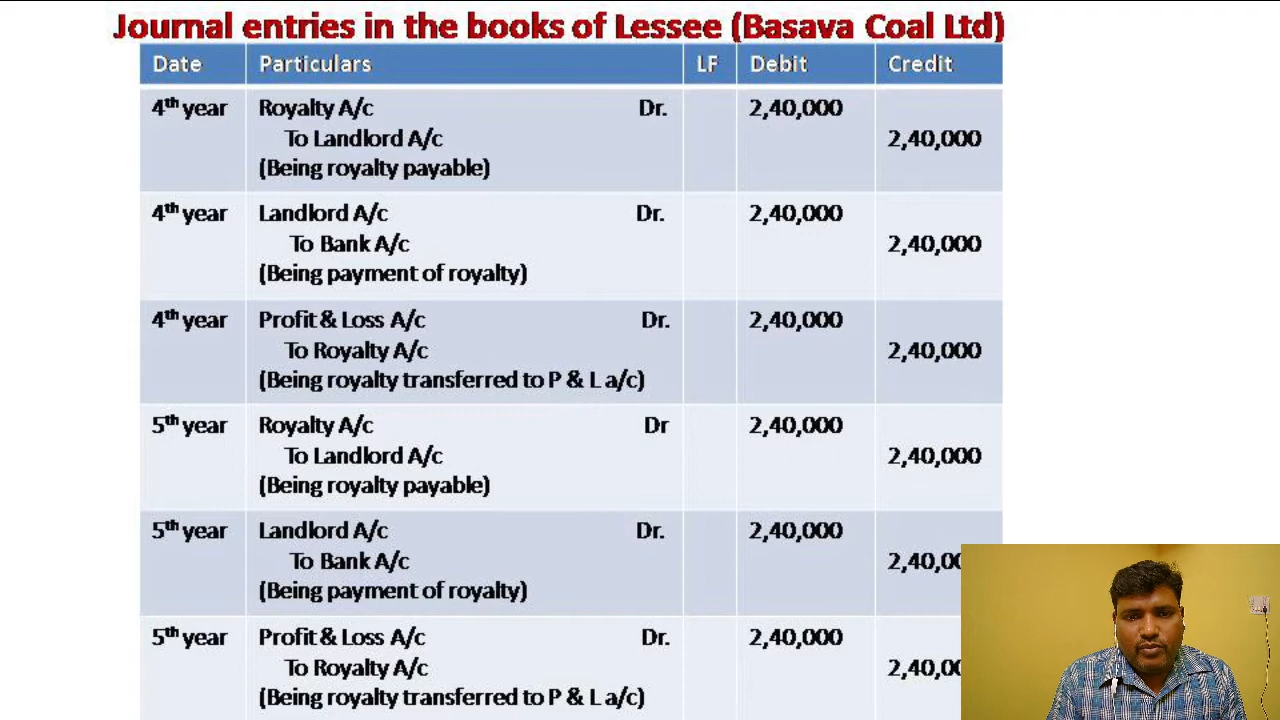 Journal entries in the books of Lessee (Basava Coal Ltd)
Date Particulars LF Debit Credit
4th year Royalty A/c Dr. 2,40,000
To Landlord A/c 2,40,000
(Being royalty payable)
4th year Landlord A/c Dr. 2,40,000
To Bank A/c 2,40,000
(Being payment of royalty)
4th year Profit & Loss A/c Dr. 2,40,000
To Royalty A/c 2,40,000
(Being royalty transferred to P & L a/c)
5th year Royalty A/c Dr 2,40,000
To Landlord A/c 2,40,000
(Being royalty payable)
5th year Landlord A/c Dr. 2,40,000
To Bank A/c
(Being payment of royalty)
5th year Profit & Loss A/c Dr. 2,40,000
To Royalty A/c
(Being royalty transferred to P & L a/c)